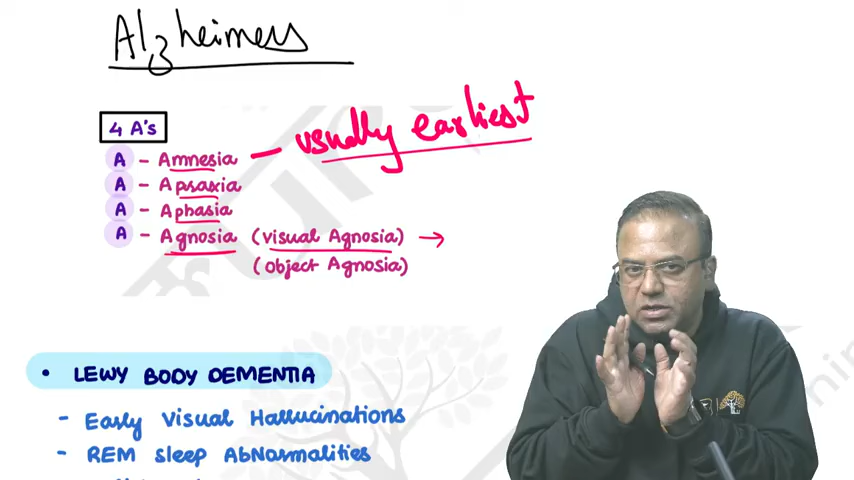 Alzheimers
4 A's
A - Amnesia - usually earliest
A - Apraxia
A - Aphasia
A - Agnosia (visual Agnosia) →
(object Agnosia)
• LEWY BODY DEMENTIA
- Early Visual Hallucinations
- REM Sleep Abnormalities